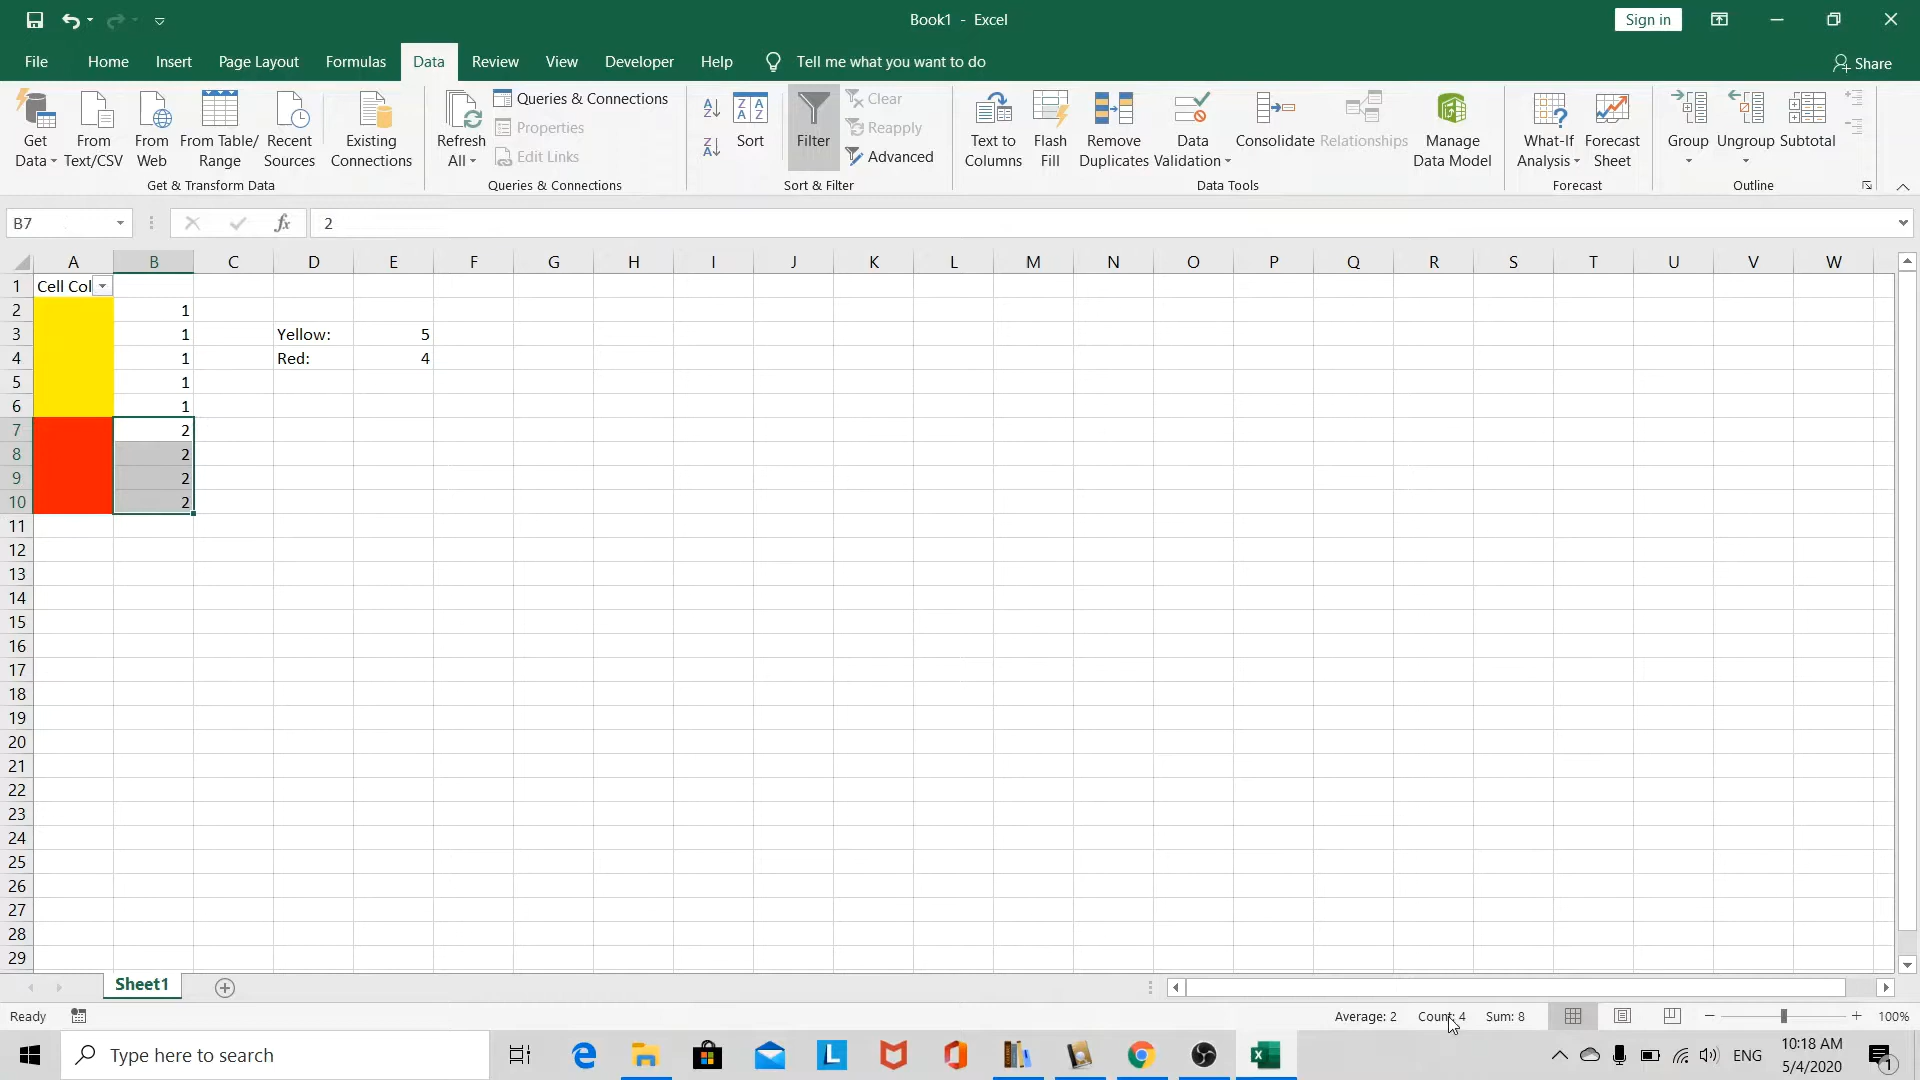 Book1 - Excel
Sign in
File Home Insert Page Layout Formulas Data Review View Developer Help Tell me what you want to do Share
Get Data From Text/CSV From Web From Table/ Range Recent Sources Existing Connections
Get & Transform Data
Refresh All Queries & Connections
Properties
Edit Links
Queries & Connections
Sort Filter Clear
Reapply
Advanced
Sort & Filter
Text to Columns Flash Fill Remove Duplicates Data Validation Consolidate Relationships Manage Data Model
Data Tools
What-If Analysis Forecast Sheet
Forecast
Group Ungroup Subtotal
Outline
B7 fx 2
A B C D E F G H I J K L M N O P Q R S T U V W
1 Cell Col
2 1
3 1 Yellow: 5
4 1 Red: 4
5 1
6 1
7 2
8 2
9 2
10 2
11
12
13
14
15
16
17
18
19
20
21
22
23
24
25
26
27
28
29
Sheet1
Ready Average: 2 Count: 4 Sum: 8 100%
Type here to search ENG 10:18 AM
5/4/2020 1